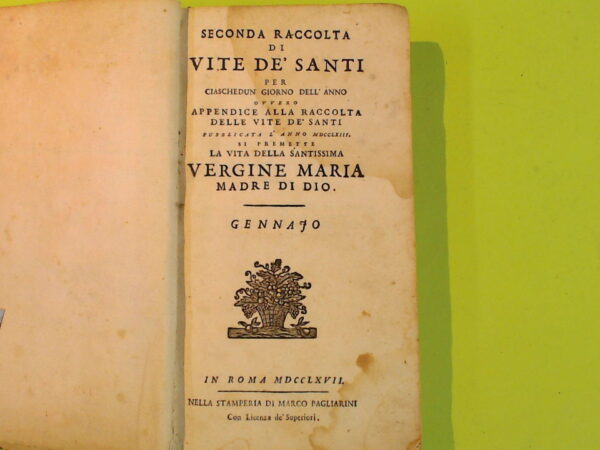 SECONDA RACCOLTA
DI
VITE DE' SANTI
PER
CIASCHEDUN GIORNO DELL' ANNO
OVVERO
APPENDICE ALLA RACCOLTA
DELLE VITE DE' SANTI
PUBBLICATA L' ANNO MDCCLXIII.
SI PREMETTE
LA VITA DELLA SANTISSIMA
VERGINE MARIA
MADRE DI DIO.
GENNAJO
IN ROMA MDCCLXVII.
NELLA STAMPERIA DI MARCO PAGLIARINI
Con Licenza de' Superiori.